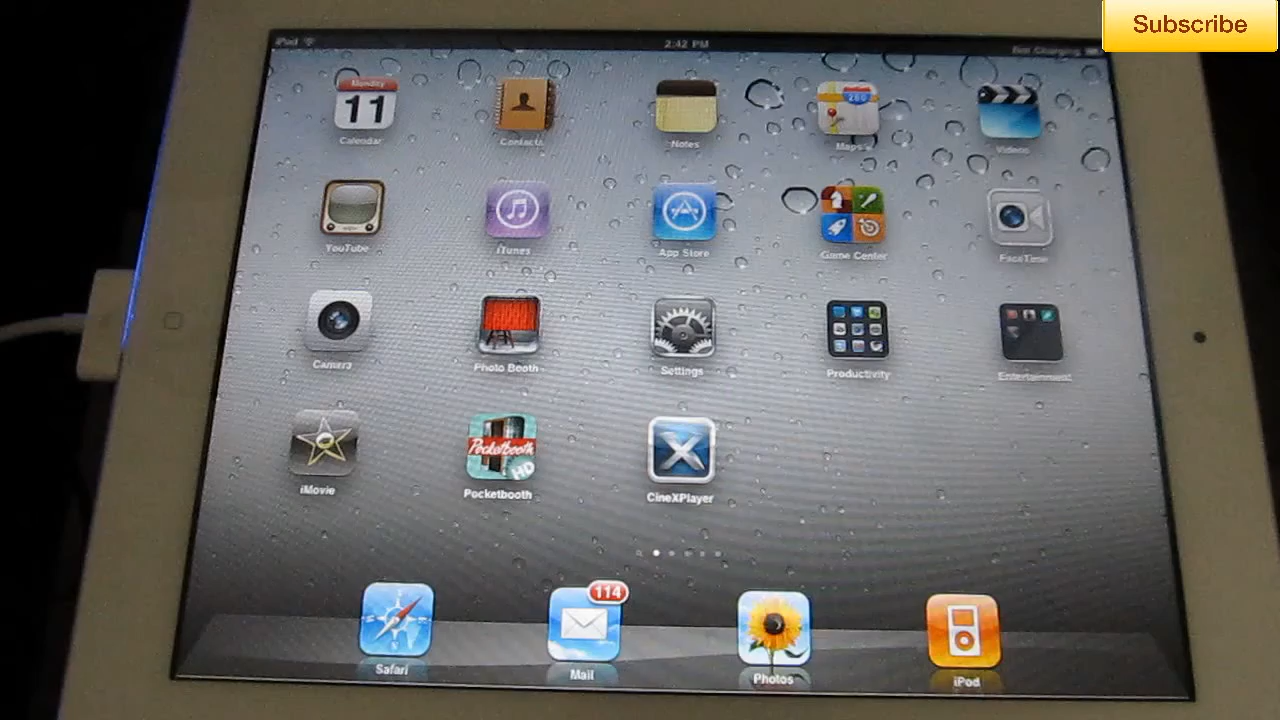 Subscribe
iPad
2:42 PM
Not Charging
Monday
11
280
Calendar
Contacts
Notes
Maps
Videos
YouTube
iTunes
App Store
Game Center
FaceTime
Camera
Photo Booth
Settings
Productivity
Entertainment
Pocketbooth
HD
iMovie
Pocketbooth
CineXPlayer
114
Safari
Mail
Photos
iPod